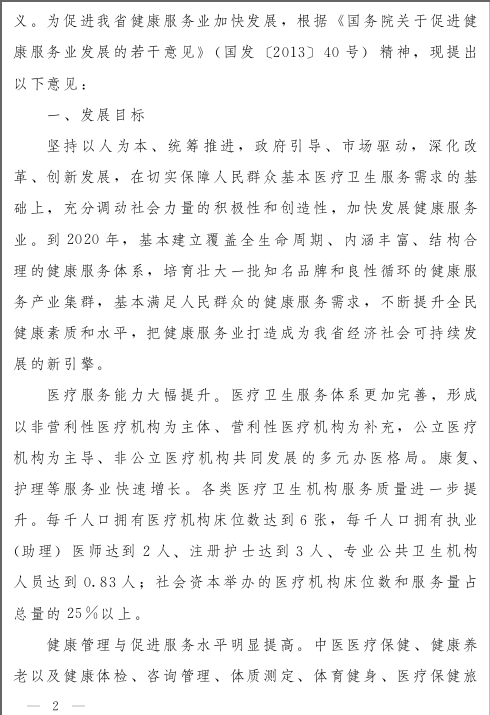 义。为促进我省健康服务业加快发展，根据《国务院关于促进健
康服务业发展的若干意见》（国发〔2013〕40号）精神，现提出
以下意见：
一、发展目标
坚持以人为本、统筹推进，政府引导、市场驱动，深化改
革、创新发展，在切实保障人民群众基本医疗卫生服务需求的基
础上，充分调动社会力量的积极性和创造性，加快发展健康服务
业。到2020年，基本建立覆盖全生命周期、内涵丰富、结构合
理的健康服务体系，培育壮大一批知名品牌和良性循环的健康服
务产业集群，基本满足人民群众的健康服务需求，不断提升全民
健康素质和水平，把健康服务业打造成为我省经济社会可持续发
展的新引擎。
医疗服务能力大幅提升。医疗卫生服务体系更加完善，形成
以非营利性医疗机构为主体、营利性医疗机构为补充，公立医疗
机构为主导、非公立医疗机构共同发展的多元办医格局。康复、
护理等服务业快速增长。各类医疗卫生机构服务质量进一步提
升。每千人口拥有医疗机构床位数达到6张，每千人口拥有执业
(助理）医师达到2人、注册护士达到3人、专业公共卫生机构
人员达到0.83人；社会资本举办的医疗机构床位数和服务量占
总量的25%以上。
健康管理与促进服务水平明显提高。中医医疗保健、健康养
老以及健康体检、咨询管理、体质测定、体育健身、医疗保健旅
— 2 —